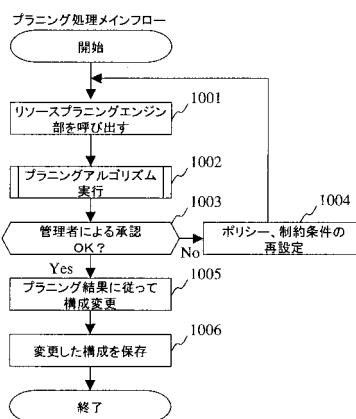 プラニング処理メインフロー
開始
1001
リソースプラニングエンジン
部を呼び出す
1002
プラニングアルゴリズム
実行
1003
管理者による承認
OK？
No
1004
ポリシー、制約条件の
再設定
Yes
1005
プラニング結果に従って
構成変更
1006
変更した構成を保存
終了